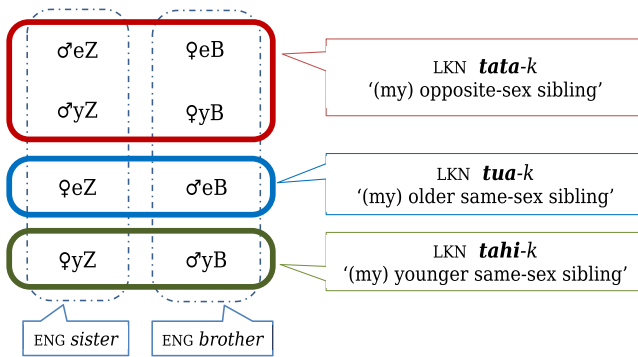 ♂eZ ♀eB
LKN tata-k
‘(my) opposite-sex sibling’
♂yZ ♀yB
♀eZ ♂eB
LKN tua-k
‘(my) older same-sex sibling’
♀yZ ♂yB
LKN tahi-k
‘(my) younger same-sex sibling’
ENG sister
ENG brother